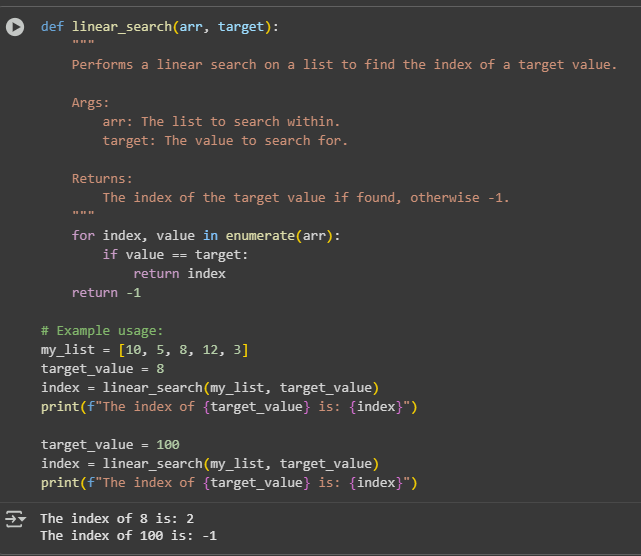 def linear_search(arr, target):
    """
    Performs a linear search on a list to find the index of a target value.

    Args:
        arr: The list to search within.
        target: The value to search for.

    Returns:
        The index of the target value if found, otherwise -1.
    """
    for index, value in enumerate(arr):
        if value == target:
            return index
    return -1

# Example usage:
my_list = [10, 5, 8, 12, 3]
target_value = 8
index = linear_search(my_list, target_value)
print(f"The index of {target_value} is: {index}")

target_value = 100
index = linear_search(my_list, target_value)
print(f"The index of {target_value} is: {index}")

The index of 8 is: 2
The index of 100 is: -1